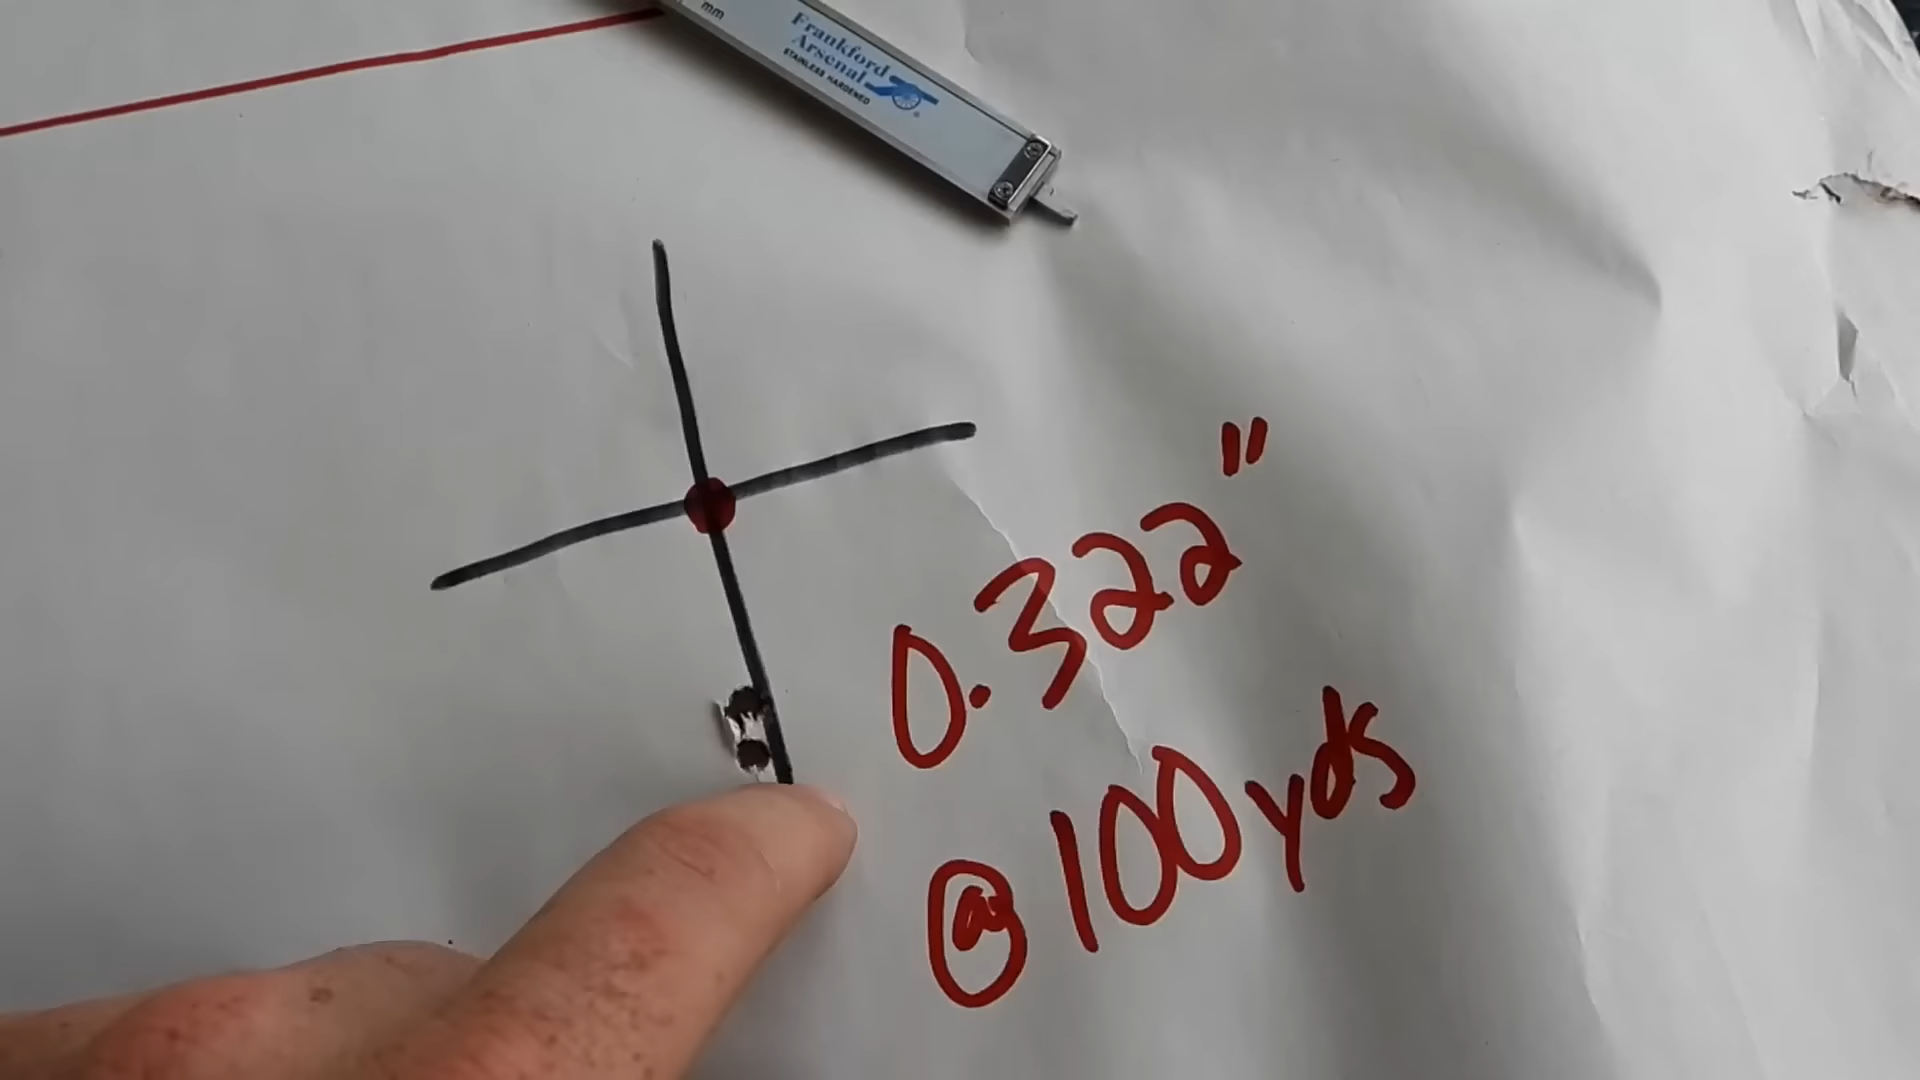 mm
Frankford
Arsenal
STAINLESS HARDENED
0.322"
@100yds